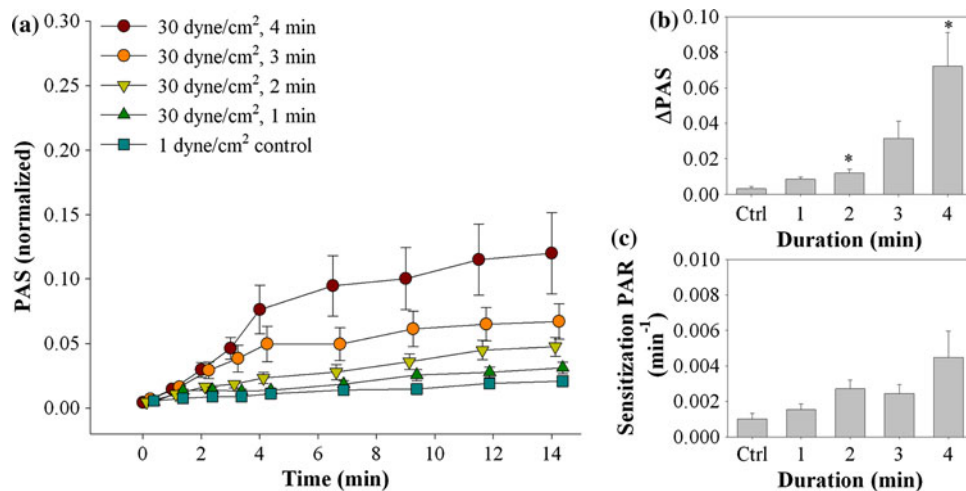 (a)
PAS (normalized)
0.30
0.25
0.20
0.15
0.10
0.05
0.00
30 dyne/cm², 4 min
30 dyne/cm², 3 min
30 dyne/cm², 2 min
30 dyne/cm², 1 min
1 dyne/cm² control
0 2 4 6 8 10 12 14
Time (min)
(b)
ΔPAS
0.10
0.08
0.06
0.04
0.02
0.00
*
*
Ctrl 1 2 3 4
Duration (min)
(c)
Sensitization PAR
(min⁻¹)
0.010
0.008
0.006
0.004
0.002
0.000
Ctrl 1 2 3 4
Duration (min)